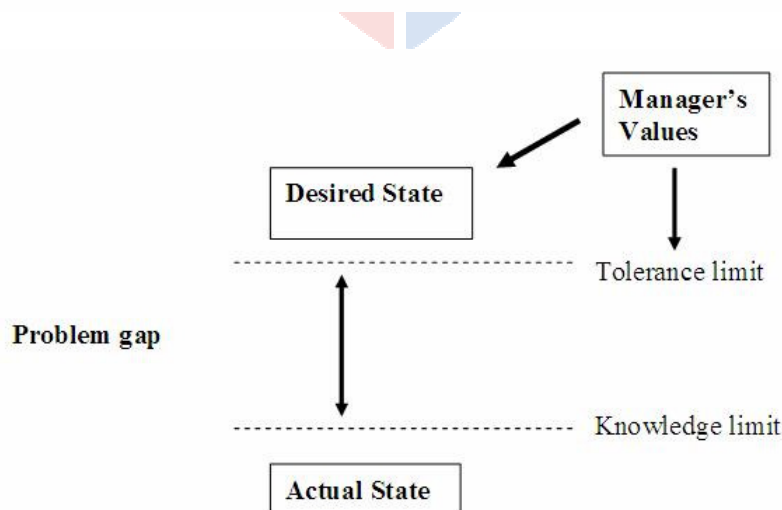 Manager's
Values
Desired State
Tolerance limit
Problem gap
Knowledge limit
Actual State